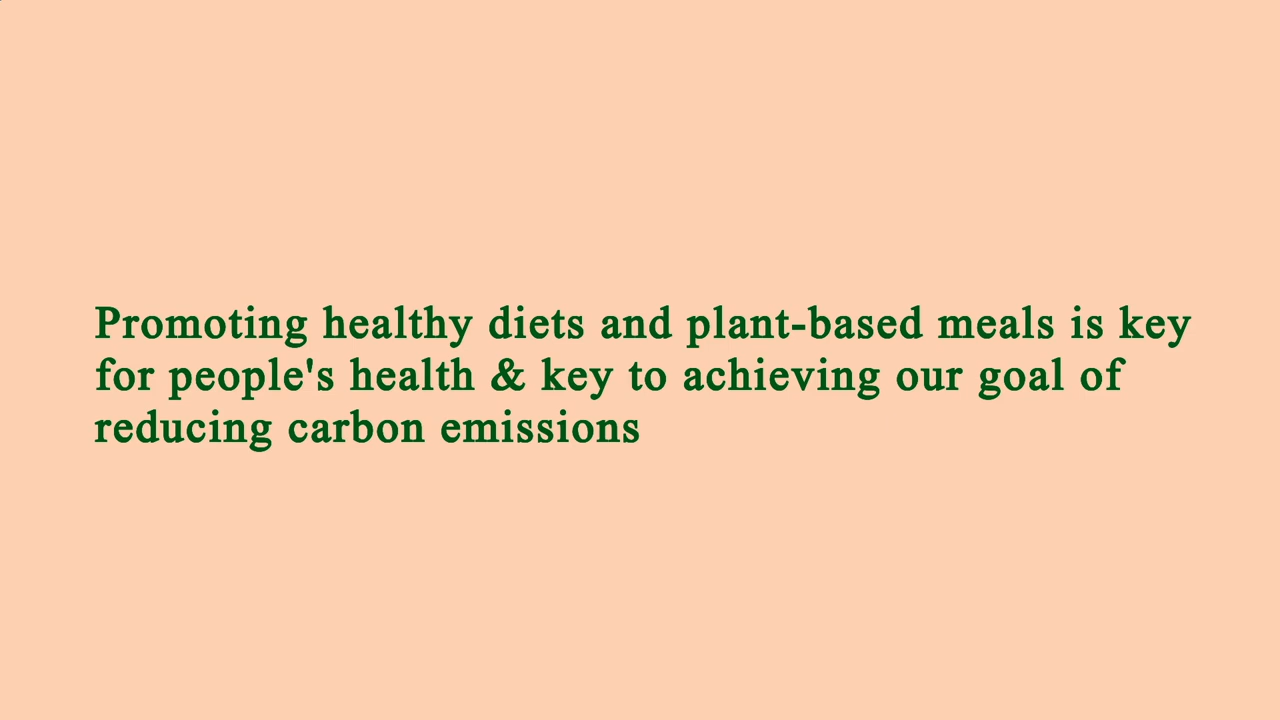 Promoting healthy diets and plant-based meals is key
for people's health & key to achieving our goal of
reducing carbon emissions